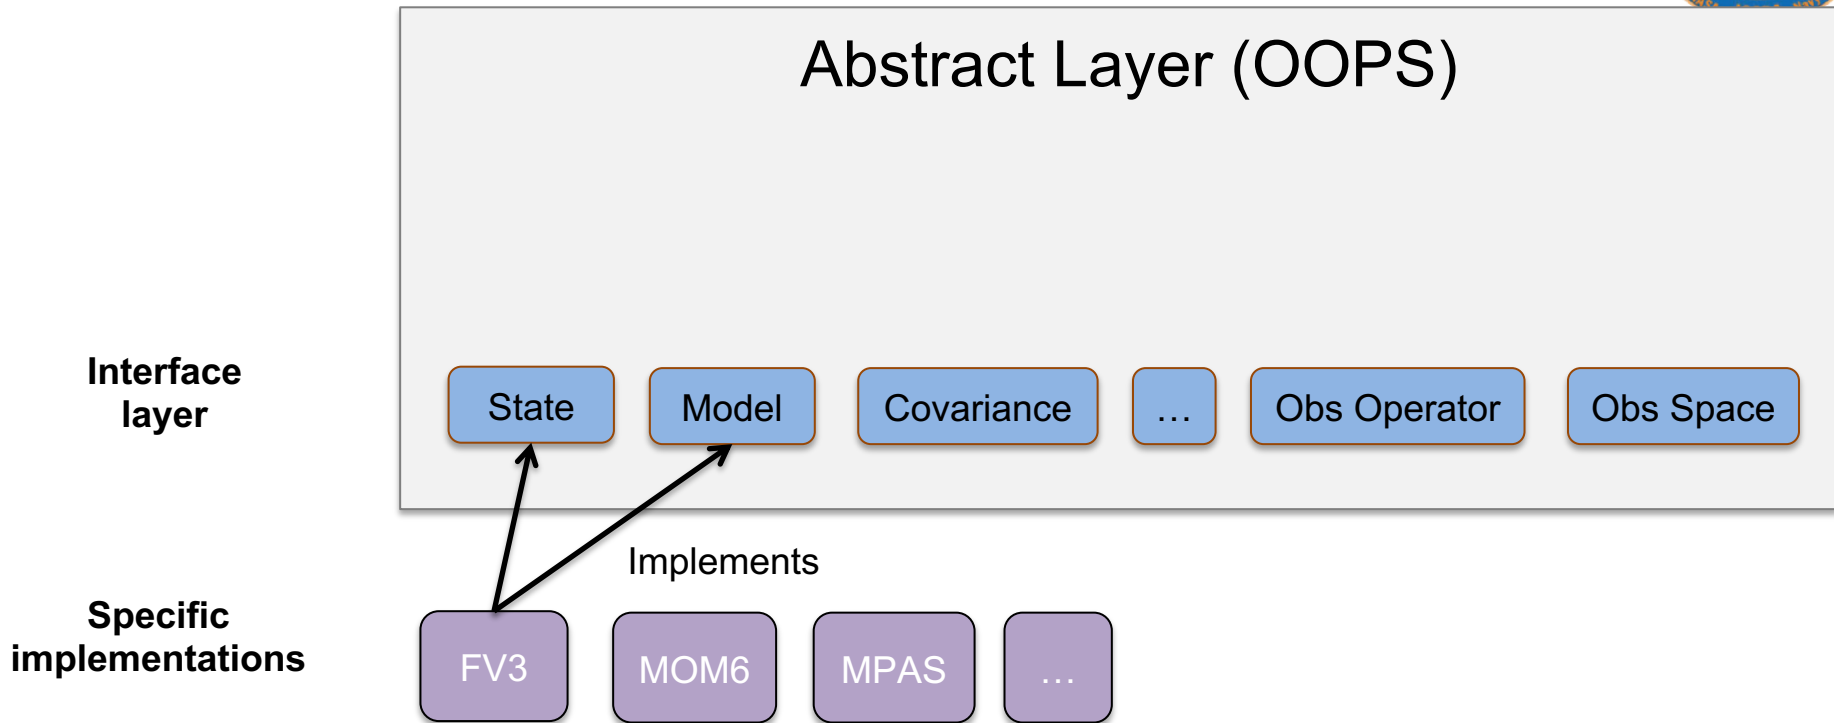 Abstract Layer (OOPS)
Interface
layer
State
Model
Covariance
...
Obs Operator
Obs Space
Implements
Specific
implementations
FV3
MOM6
MPAS
...